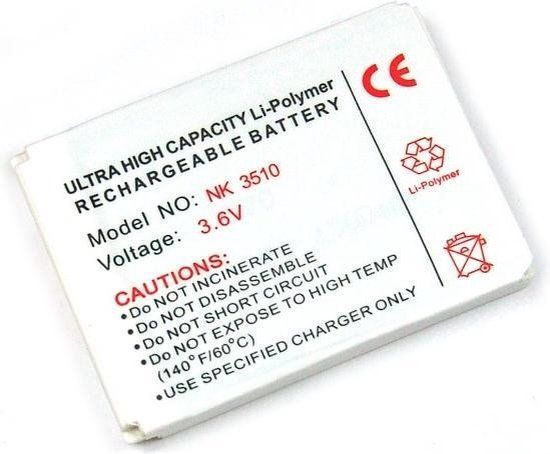 ULTRA HIGH CAPACITY Li-Polymer
RECHARGEABLE BATTERY
Model NO: NK 3510
Voltage: 3.6V
CAUTIONS:
•DO NOT INCINERATE
•DO NOT DISASSEMBLE
•DO NOT SHORT CIRCUIT
•DO NOT EXPOSE TO HIGH TEMP
(140°F/60°C)
•USE SPECIFIED CHARGER ONLY
CE
Li-Polymer